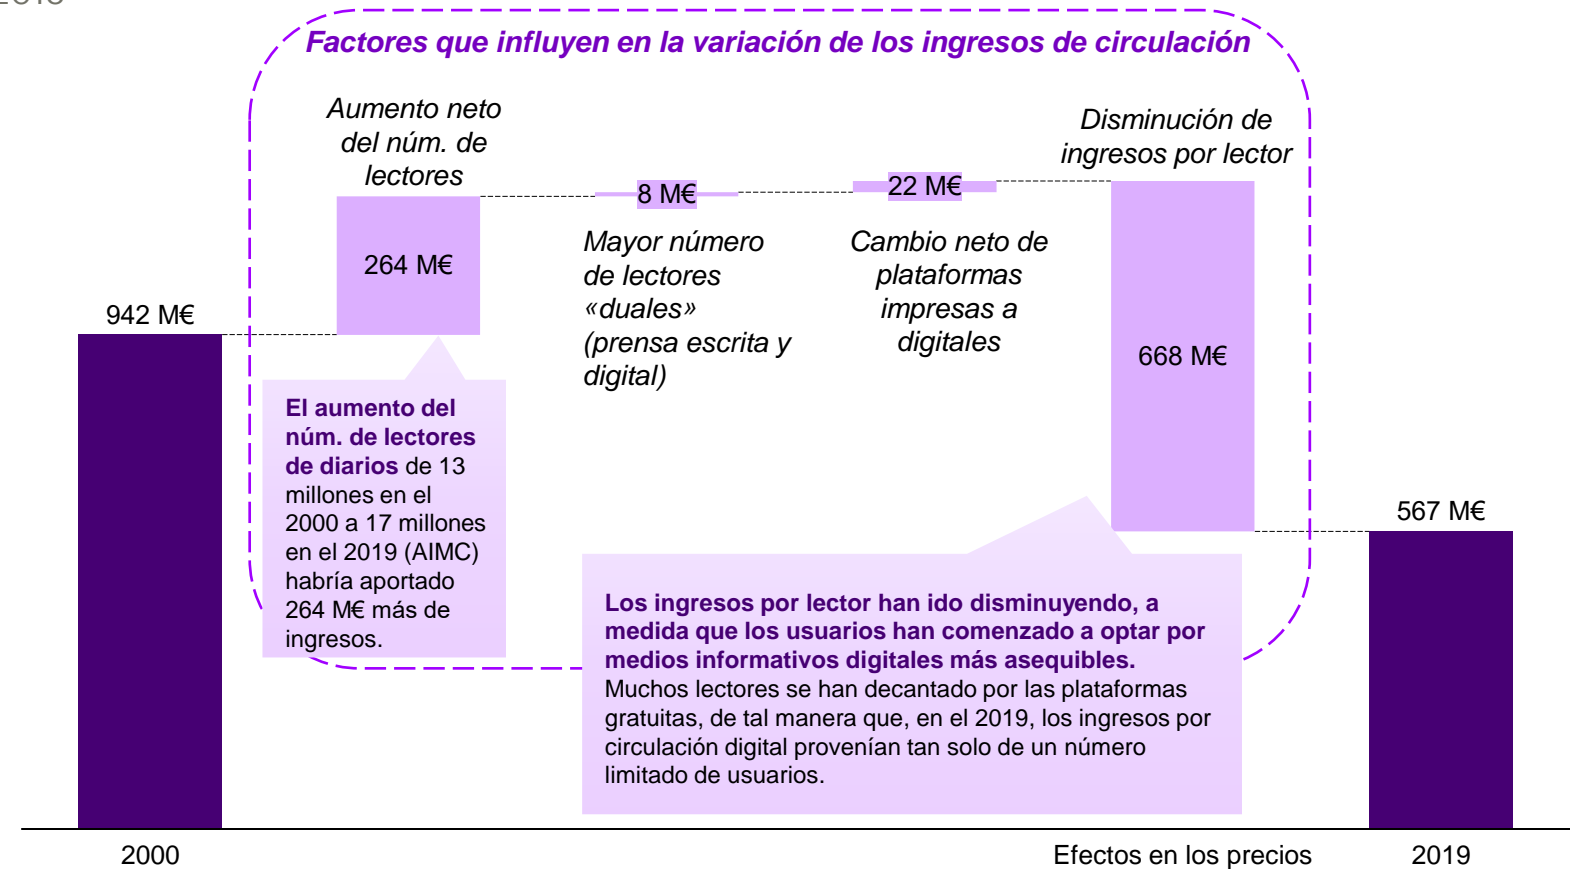 Factores que influyen en la variación de los ingresos de circulación
Aumento neto
del núm. de
lectores
264 M€
8 M€
Mayor número
de lectores
«duales»
(prensa escrita y
digital)
22 M€
Cambio neto de
plataformas
impresas a
digitales
Disminución de
ingresos por lector
668 M€
942 M€
El aumento del
núm. de lectores
de diarios de 13
millones en el
2000 a 17 millones
en el 2019 (AIMC)
habría aportado
264 M€ más de
ingresos.
Los ingresos por lector han ido disminuyendo, a
medida que los usuarios han comenzado a optar por
medios informativos digitales más asequibles.
Muchos lectores se han decantado por las plataformas
gratuitas, de tal manera que, en el 2019, los ingresos por
circulación digital provenían tan solo de un número
limitado de usuarios.
567 M€
2000
Efectos en los precios
2019